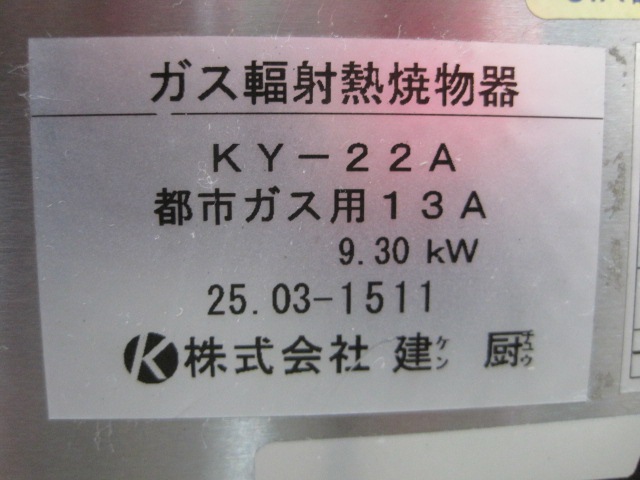 ガス輻射熱焼物器
KY-22A
都市ガス用13A
9.30 kW
25.03-1511
K 株式会社 建ケン 厨チュウ